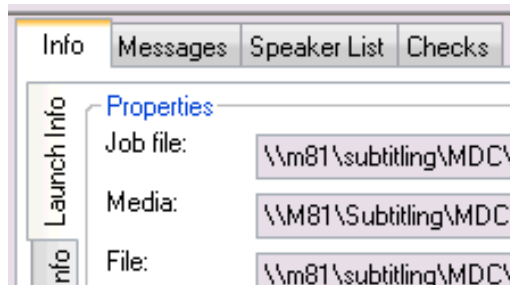 Info Messages Speaker List Checks
Launch Info
Properties
Job file: \\m81\subtitling\MDC\
Media: \\M81\Subtitling\MDC
File: \\m81\subtitling\MDC\
nfo